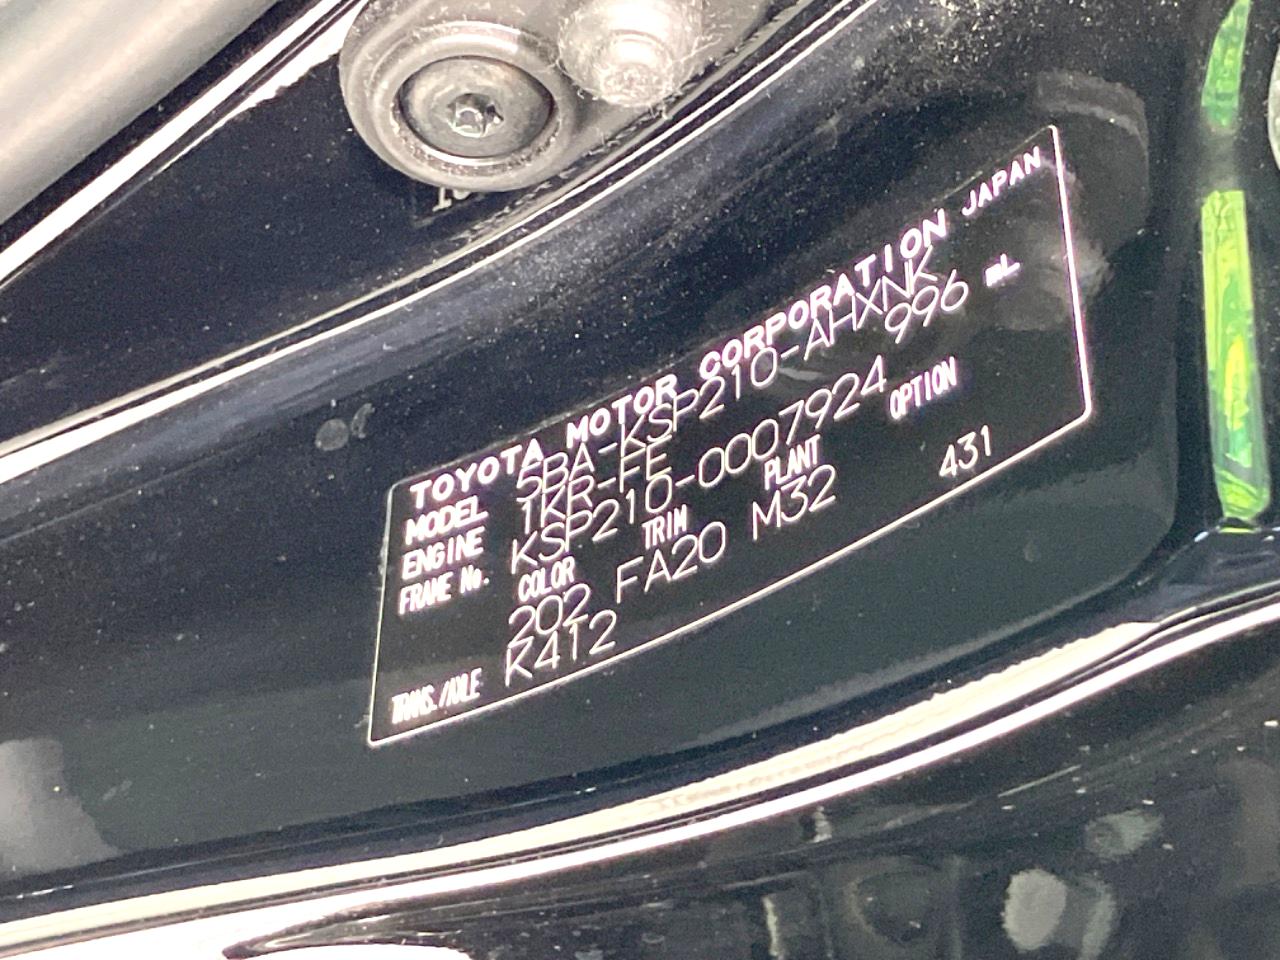 TOYOTA MOTOR CORPORATION JAPAN
MODEL 5BA-KSP210-AHXNK
ENGINE 1KR-FE 996 mL
FRAME No. KSP210-0007924
COLOR TRIM PLANT OPTION
202 FA20 M32 431
TRANS./AXLE K412